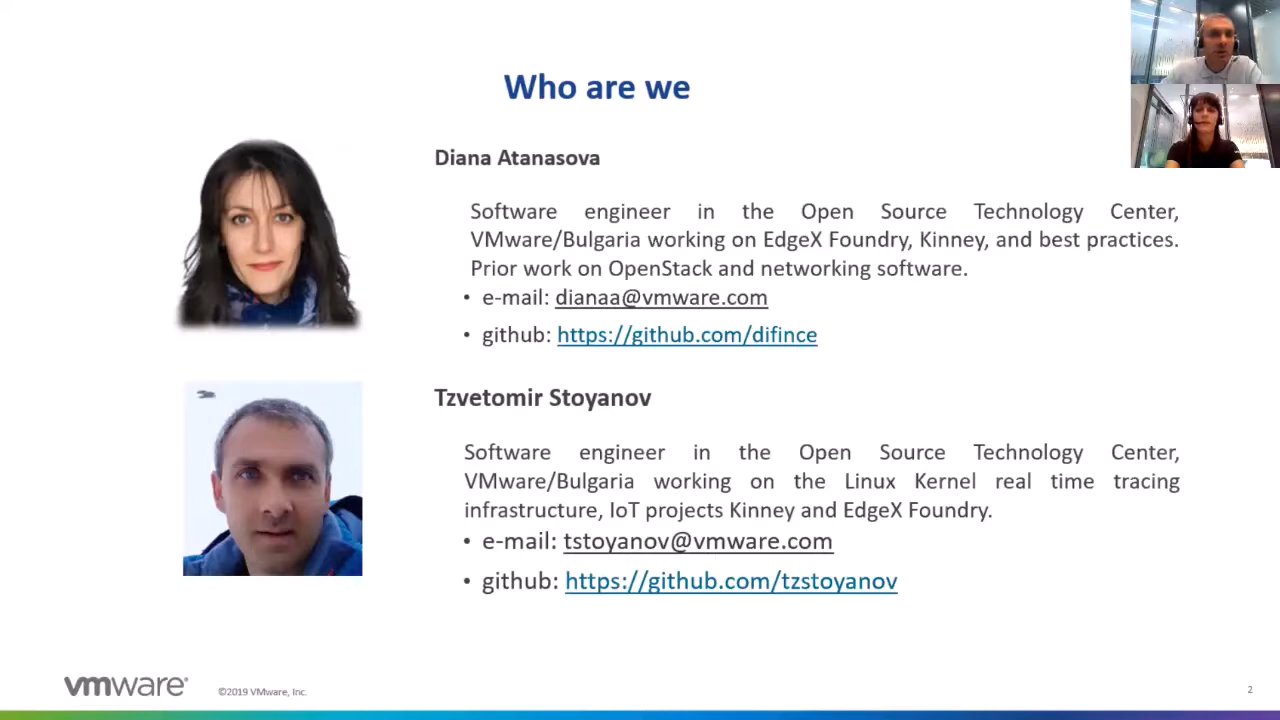 Who are we
Diana Atanasova
Software engineer in the Open Source Technology Center,
VMware/Bulgaria working on EdgeX Foundry, Kinney, and best practices.
Prior work on OpenStack and networking software.
• e-mail: dianaa@vmware.com
• github: https://github.com/difince
Tzvetomir Stoyanov
Software engineer in the Open Source Technology Center,
VMware/Bulgaria working on the Linux Kernel real time tracing
infrastructure, IoT projects Kinney and EdgeX Foundry.
• e-mail: tstoyanov@vmware.com
• github: https://github.com/tzstoyanov
vmware®
©2019 VMware, Inc.
2